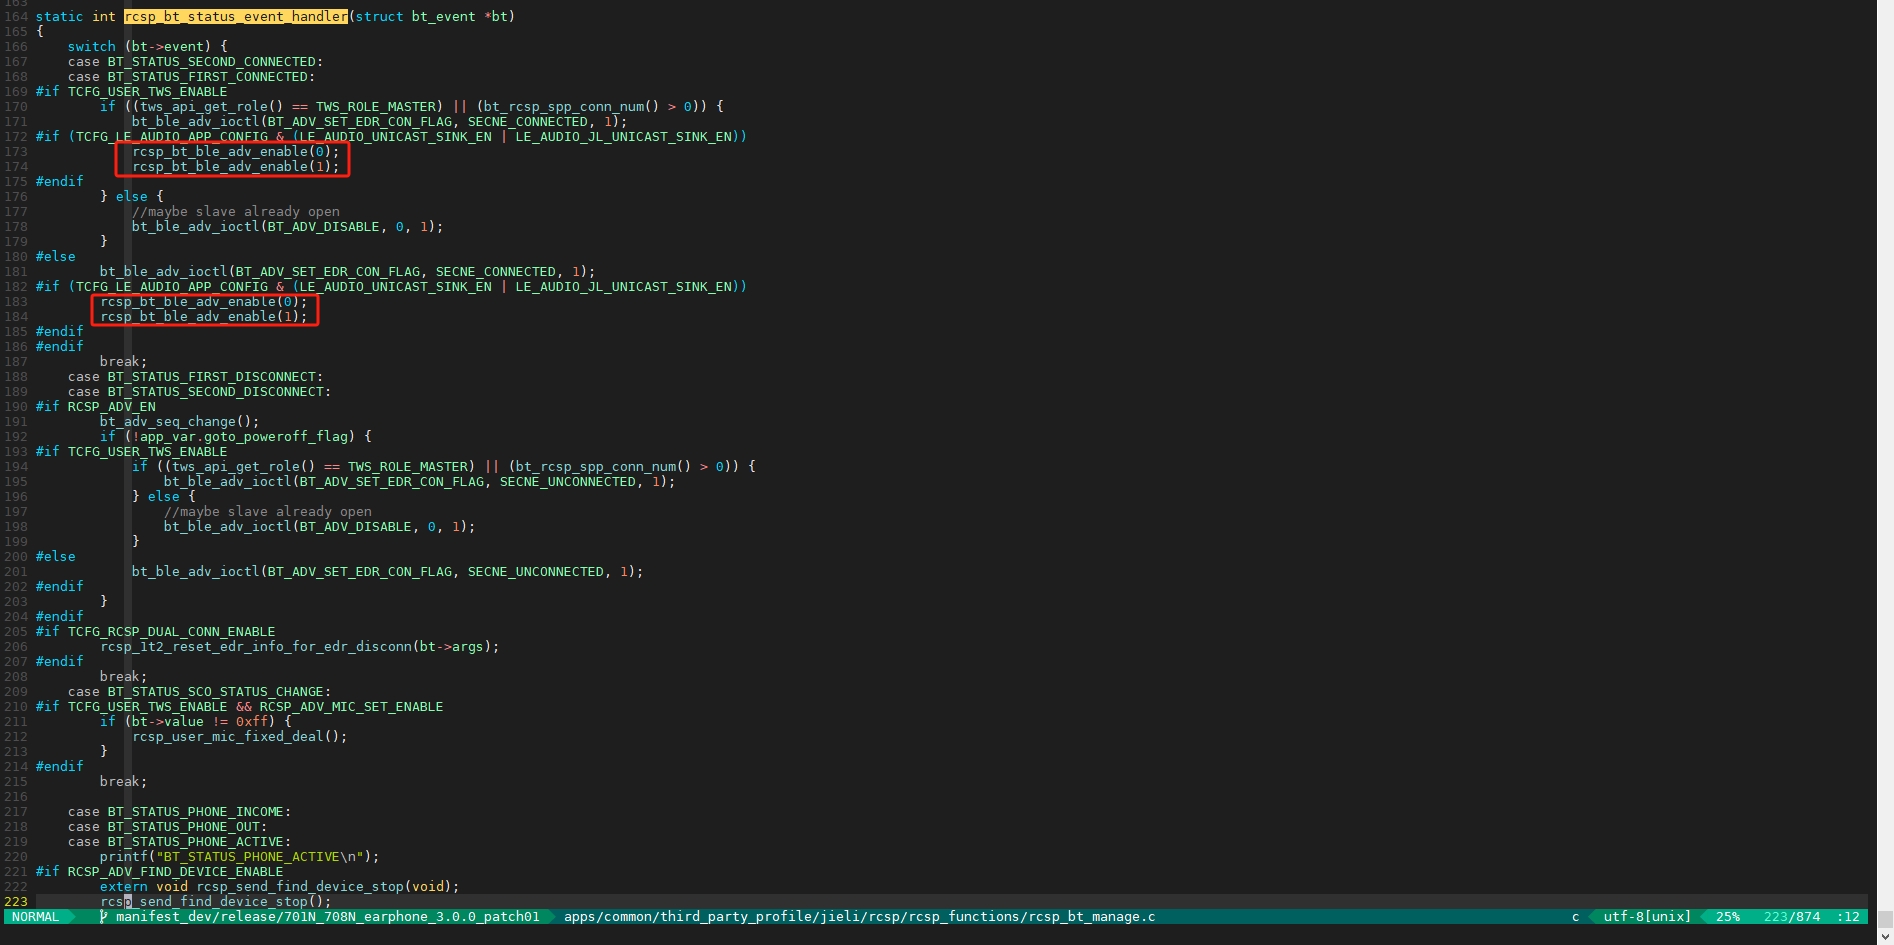 163
164 static int rcsp_bt_status_event_handler(struct bt_event *bt)
165 {
166     switch (bt->event) {
167     case BT_STATUS_SECOND_CONNECTED:
168     case BT_STATUS_FIRST_CONNECTED:
169 #if TCFG_USER_TWS_ENABLE
170         if ((tws_api_get_role() == TWS_ROLE_MASTER) || (bt_rcsp_spp_conn_num() > 0)) {
171             bt_ble_adv_ioctl(BT_ADV_SET_EDR_CON_FLAG, SECNE_CONNECTED, 1);
172 #if (TCFG_LE_AUDIO_APP_CONFIG & (LE_AUDIO_UNICAST_SINK_EN | LE_AUDIO_JL_UNICAST_SINK_EN))
173             rcsp_bt_ble_adv_enable(0);
174             rcsp_bt_ble_adv_enable(1);
175 #endif
176         } else {
177             //maybe slave already open
178             bt_ble_adv_ioctl(BT_ADV_DISABLE, 0, 1);
179         }
180 #else
181         bt_ble_adv_ioctl(BT_ADV_SET_EDR_CON_FLAG, SECNE_CONNECTED, 1);
182 #if (TCFG_LE_AUDIO_APP_CONFIG & (LE_AUDIO_UNICAST_SINK_EN | LE_AUDIO_JL_UNICAST_SINK_EN))
183         rcsp_bt_ble_adv_enable(0);
184         rcsp_bt_ble_adv_enable(1);
185 #endif
186 #endif
187         break;
188     case BT_STATUS_FIRST_DISCONNECT:
189     case BT_STATUS_SECOND_DISCONNECT:
190 #if RCSP_ADV_EN
191         bt_adv_seq_change();
192         if (!app_var.goto_poweroff_flag) {
193 #if TCFG_USER_TWS_ENABLE
194             if ((tws_api_get_role() == TWS_ROLE_MASTER) || (bt_rcsp_spp_conn_num() > 0)) {
195                 bt_ble_adv_ioctl(BT_ADV_SET_EDR_CON_FLAG, SECNE_UNCONNECTED, 1);
196             } else {
197                 //maybe slave already open
198                 bt_ble_adv_ioctl(BT_ADV_DISABLE, 0, 1);
199             }
200 #else
201             bt_ble_adv_ioctl(BT_ADV_SET_EDR_CON_FLAG, SECNE_UNCONNECTED, 1);
202 #endif
203         }
204 #endif
205 #if TCFG_RCSP_DUAL_CONN_ENABLE
206         rcsp_1t2_reset_edr_info_for_edr_disconn(bt->args);
207 #endif
208         break;
209     case BT_STATUS_SCO_STATUS_CHANGE:
210 #if TCFG_USER_TWS_ENABLE && RCSP_ADV_MIC_SET_ENABLE
211         if (bt->value != 0xff) {
212             rcsp_user_mic_fixed_deal();
213         }
214 #endif
215         break;
216
217     case BT_STATUS_PHONE_INCOME:
218     case BT_STATUS_PHONE_OUT:
219     case BT_STATUS_PHONE_ACTIVE:
220         printf("BT_STATUS_PHONE_ACTIVE\n");
221 #if RCSP_ADV_FIND_DEVICE_ENABLE
222         extern void rcsp_send_find_device_stop(void);
223         rcsp_send_find_device_stop();
NORMAL manifest_dev/release/701N_708N_earphone_3.0.0_patch01 apps/common/third_party_profile/jieli/rcsp/rcsp_functions/rcsp_bt_manage.c c utf-8[unix] 25% 223/874 :12